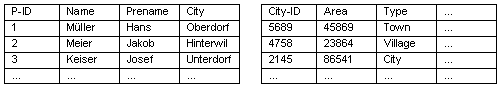 P-ID Name Prename City
1 Müller Hans Oberdorf
2 Meier Jakob Hintervil
3 Keiser Josef Unterdorf
... ... ... ...
City-ID Area Type ...
5689 45869 Town ...
4758 23864 Village ...
2145 86541 City ...
... ... ... ...